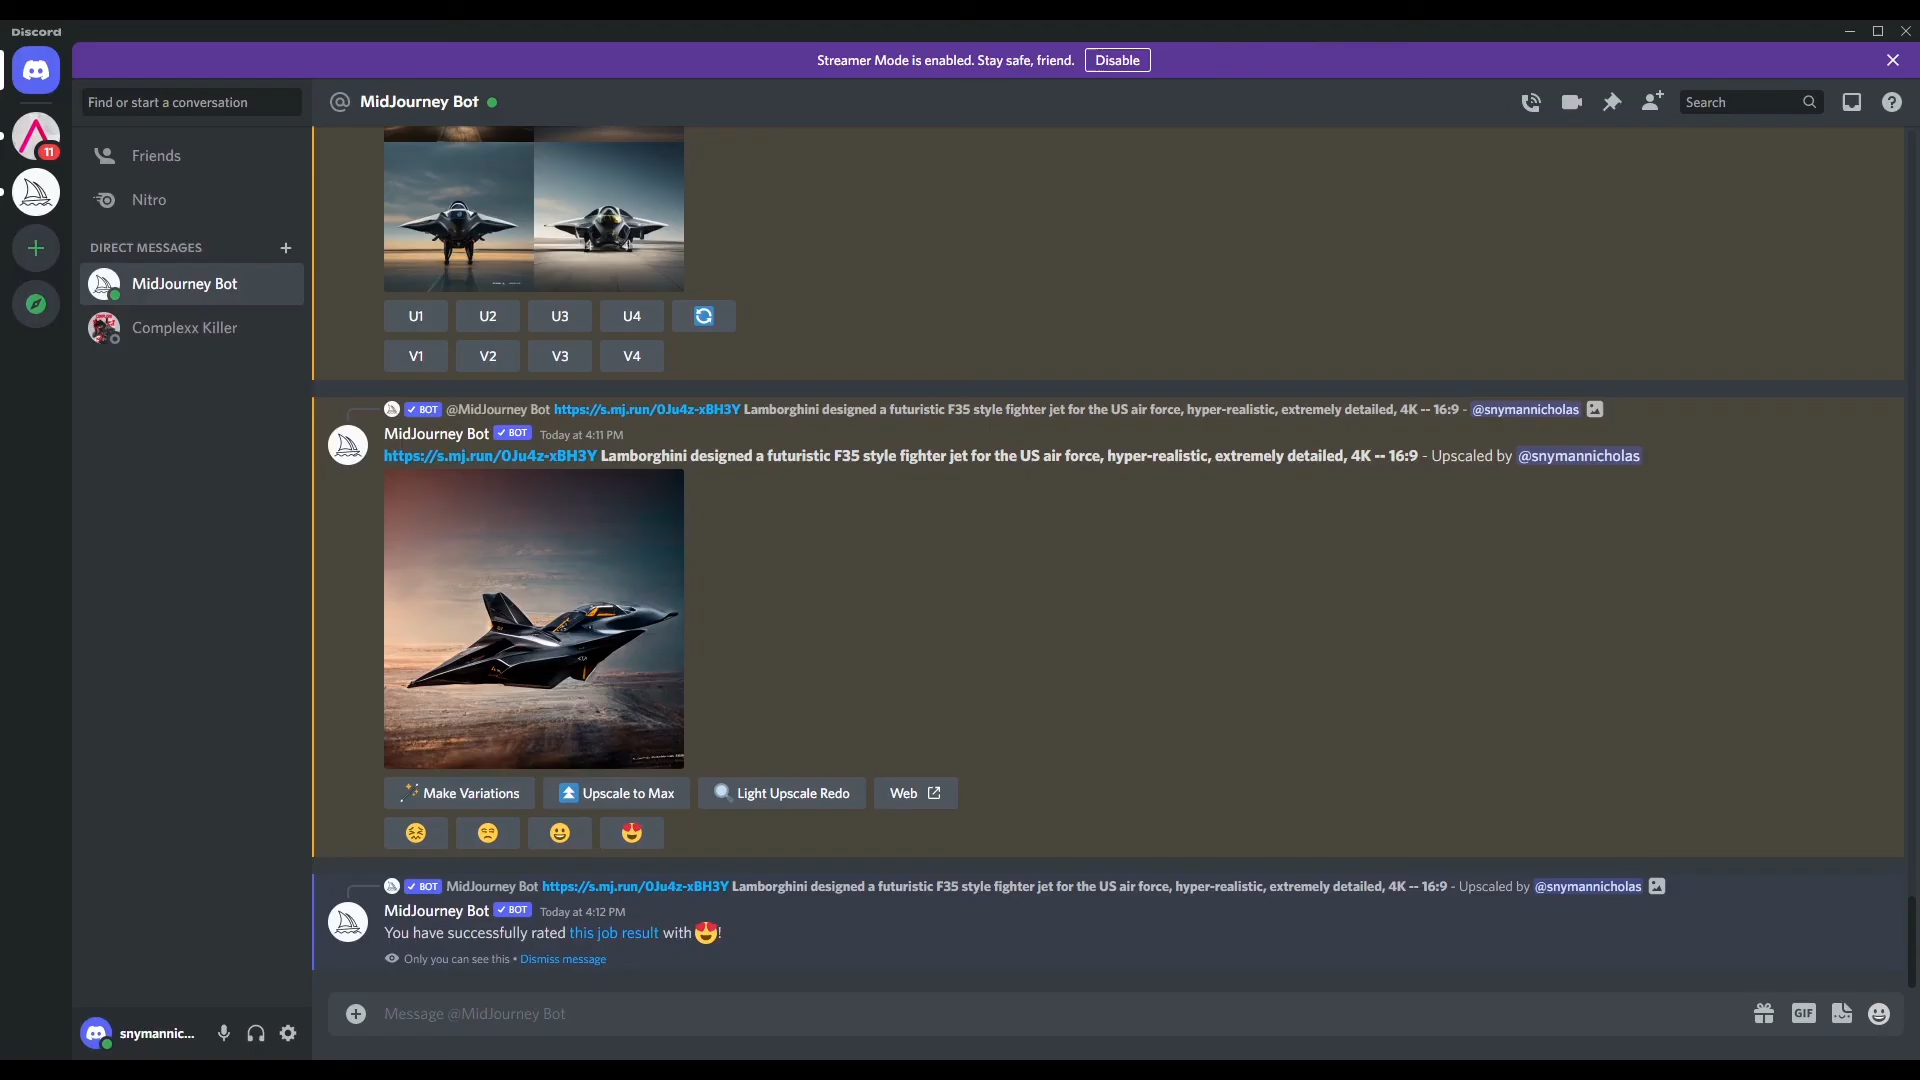 Discord
Streamer Mode is enabled. Stay safe, friend. Disable
Find or start a conversation
MidJourney Bot
Search
11
Friends
Nitro
DIRECT MESSAGES
MidJourney Bot
Complexx Killer
U1 U2 U3 U4
V1 V2 V3 V4
BOT @MidJourney Bot https://s.mj.run/0Ju4z-xBH3Y Lamborghini designed a futuristic F35 style fighter jet for the US air force, hyper-realistic, extremely detailed, 4K -- 16:9 - @snymannicholas
MidJourney Bot BOT Today at 4:11 PM
https://s.mj.run/0Ju4z-xBH3Y Lamborghini designed a futuristic F35 style fighter jet for the US air force, hyper-realistic, extremely detailed, 4K -- 16:9 - Upscaled by @snymannicholas
Make Variations Upscale to Max Light Upscale Redo Web
BOT MidJourney Bot https://s.mj.run/0Ju4z-xBH3Y Lamborghini designed a futuristic F35 style fighter jet for the US air force, hyper-realistic, extremely detailed, 4K -- 16:9 - Upscaled by @snymannicholas
MidJourney Bot BOT Today at 4:12 PM
You have successfully rated this job result with 😍!
Only you can see this • Dismiss message
Message @MidJourney Bot
GIF
snymannic...